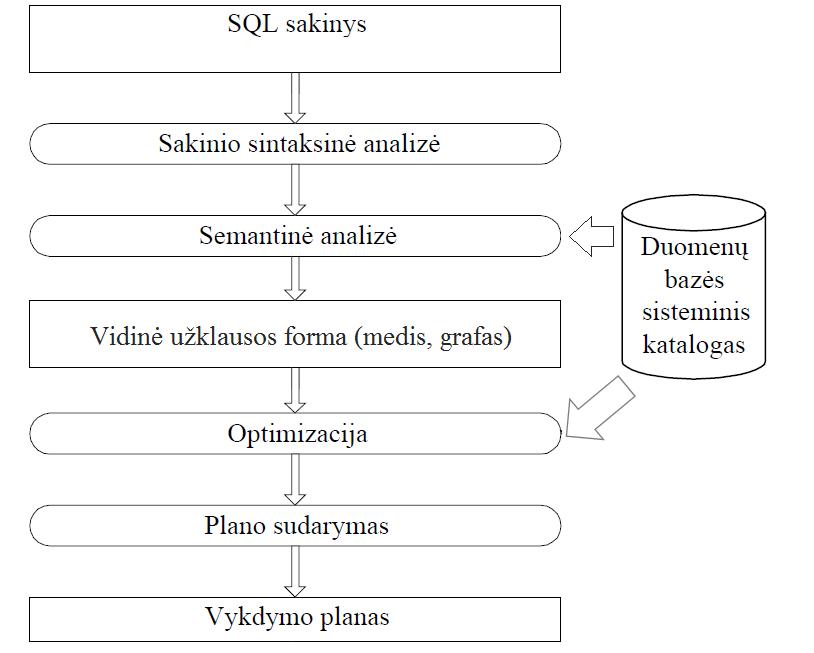 SQL sakinys
Sakinio sintaksinė analizė
Semantinė analizė
Duomenų
bazės
sisteminis
katalogas
Vidinė užklausos forma (medis, grafas)
Optimizacija
Plano sudarymas
Vykdymo planas